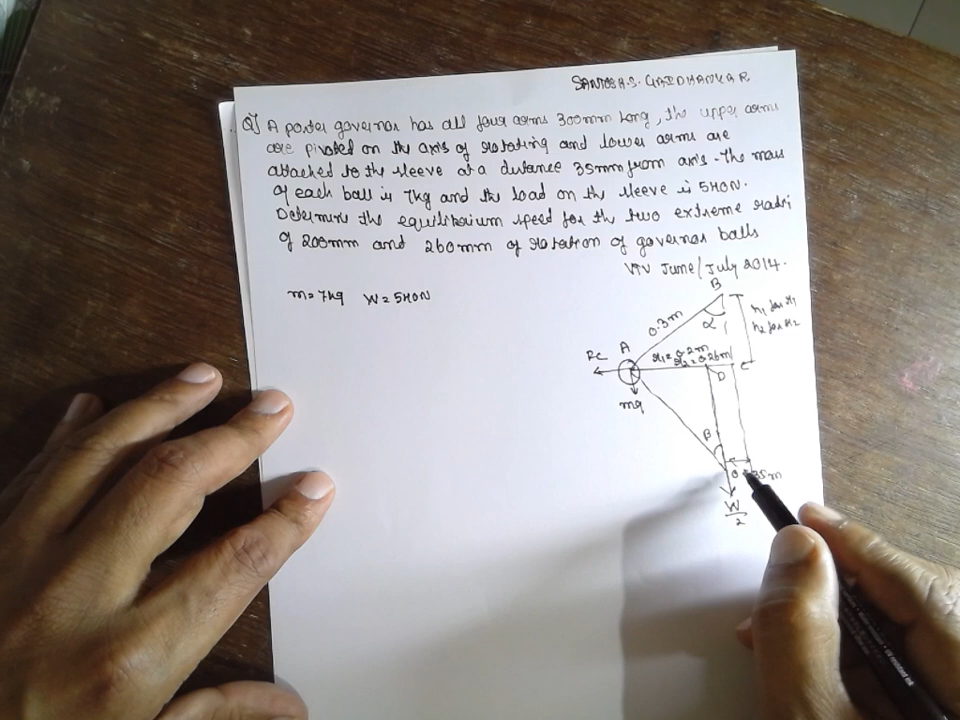 SANTOSH.S. GAIDHANKAR
Q] A porter governor has all four arms 300mm long, the upper arms
are pivoted on the axis of rotating and lower arms are
attached to the sleeve at a distance 35mm from axis. The mass
of each ball is 7kg and the load on the sleeve is 540N.
Determine the equilibrium speed for the two extreme radii
of 200mm and 260mm of rotation of governor balls
VTU June/July 2014.
m=7kg W=540N
B
0.3m
α
h1 for r1
h2 for r2
A
Fc
r1=0.2m
r2=0.26m
C
D
mg
β
35m
W/2